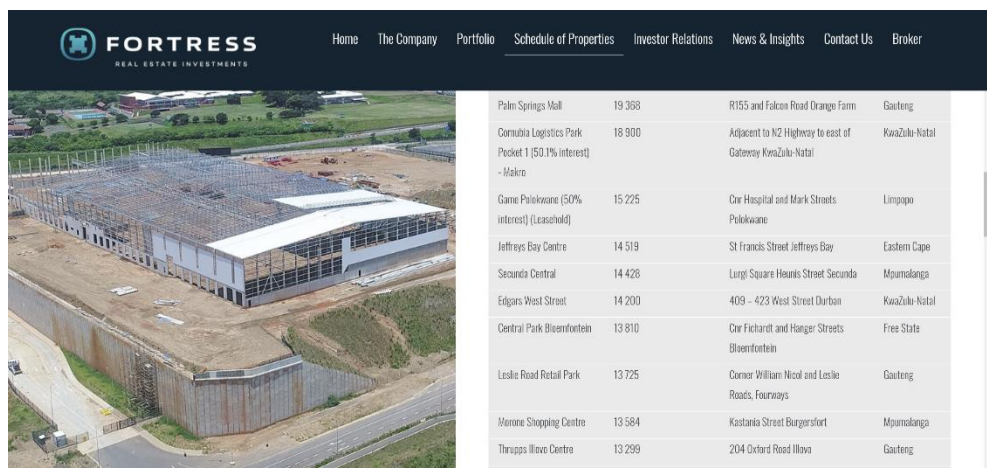 FORTRESS
REAL ESTATE INVESTMENTS
Home The Company Portfolio Schedule of Properties Investor Relations News & Insights Contact Us Broker
Palm Springs Mall 19 368 R155 and Falcon Road Orange Farm Gauteng
Cornubia Logistics Park 18 900 Adjacent to N2 Highway to east of KwaZulu-Natal
Pocket 1 (50.1% interest) Gateway KwaZulu-Natal
- Makro
Game Polokwane (50% 15 225 Cnr Hospital and Mark Streets Limpopo
interest) (Leasehold) Polokwane
Jeffreys Bay Centre 14 519 St Francis Street Jeffreys Bay Eastern Cape
Secunda Central 14 428 Lurgi Square Heunis Street Secunda Mpumalanga
Edgars West Street 14 200 409 – 423 West Street Durban KwaZulu-Natal
Central Park Bloemfontein 13 810 Cnr Fichardt and Hanger Streets Free State
Bloemfontein
Leslie Road Retail Park 13 725 Corner William Nicol and Leslie Gauteng
Roads, Fourways
Morone Shopping Centre 13 584 Kastania Street Burgersfort Mpumalanga
Thrupps Illovo Centre 13 299 204 Oxford Road Illovo Gauteng